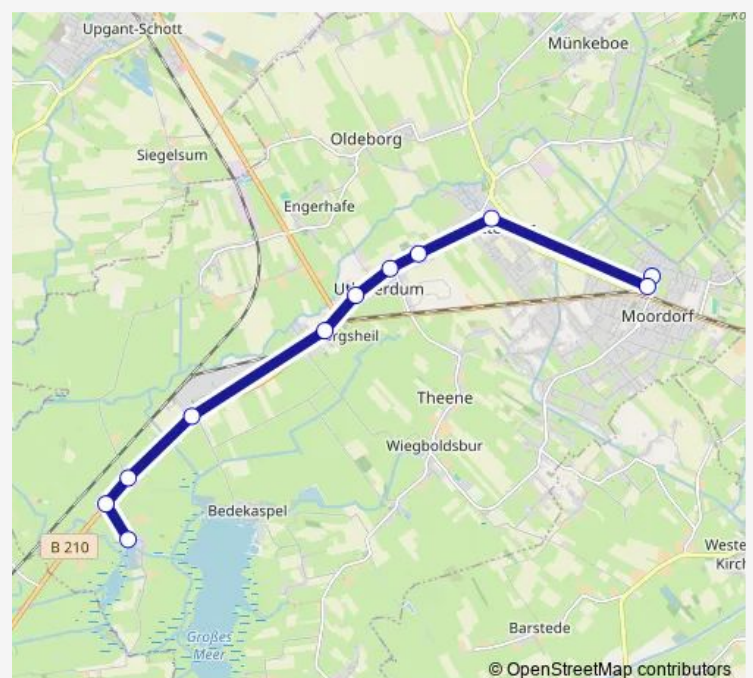 Upgant-Schott
Münkeboe
Oldeborg
Siegelsum
Engerhafe
Moordorf
Theene
Wiegboldsbur
Bedekaspel
B 210
Großes
Meer
Barstede
© OpenStreetMap contributors